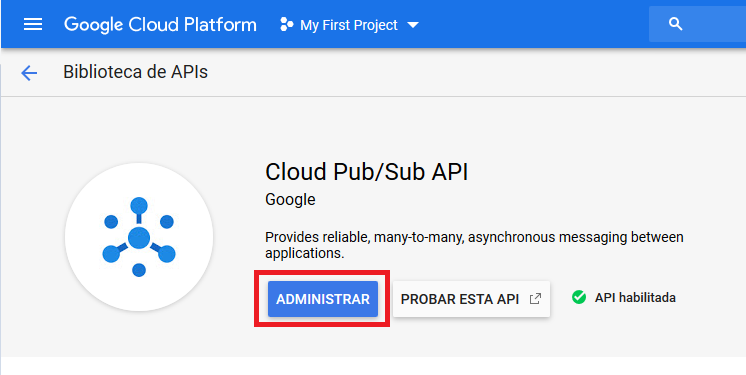 Google Cloud Platform
My First Project
Biblioteca de APIs
Cloud Pub/Sub API
Google
Provides reliable, many-to-many, asynchronous messaging between
applications.
ADMINISTRAR
PROBAR ESTA API
API habilitada